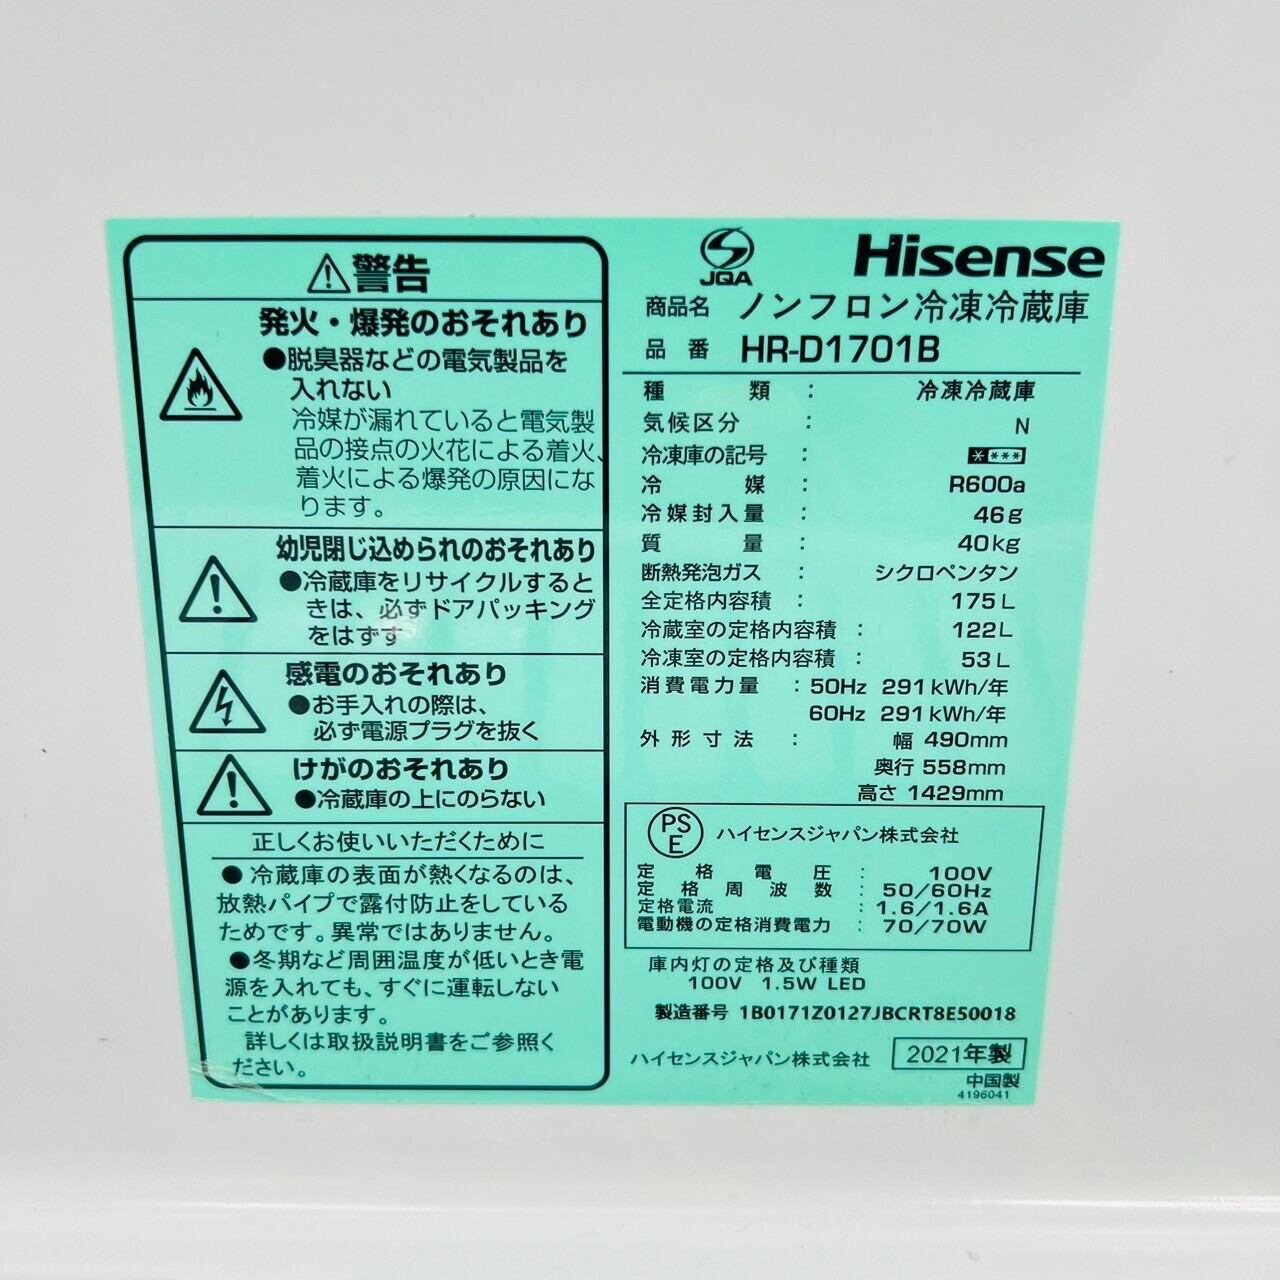 警告
発火・爆発のおそれあり
●脱臭器などの電気製品を
入れない
冷媒が漏れていると電気製
品の接点の火花による着火、
着火による爆発の原因にな
ります。
幼児閉じ込められのおそれあり
●冷蔵庫をリサイクルすると
きは、必ずドアパッキング
をはずす
感電のおそれあり
●お手入れの際は、
必ず電源プラグを抜く
けがのおそれあり
●冷蔵庫の上にのらない
正しくお使いいただくために
●冷蔵庫の表面が熱くなるのは、
放熱パイプで露付防止をしている
ためです。異常ではありません。
●冬期など周囲温度が低いとき電
源を入れても、すぐに運転しない
ことがあります。
詳しくは取扱説明書をご参照く
ださい。
JQA
Hisense
商品名 ノンフロン冷凍冷蔵庫
品番 HR-D1701B
種類 : 冷凍冷蔵庫
気候区分 : N
冷凍庫の記号 : * ***
冷媒 : R600a
冷媒封入量 : 46g
質量 : 40kg
断熱発泡ガス : シクロペンタン
全定格内容積 : 175L
冷蔵室の定格内容積 : 122L
冷凍室の定格内容積 : 53L
消費電力量 : 50Hz 291kWh/年
60Hz 291kWh/年
外形寸法 : 幅 490mm
奥行 558mm
高さ 1429mm
PSE ハイセンスジャパン株式会社
定格電圧 : 100V
定格周波数 : 50/60Hz
定格電流 : 1.6/1.6A
電動機の定格消費電力 : 70/70W
庫内灯の定格及び種類
100V 1.5W LED
製造番号 1B0171Z0127JBCRT8E50018
ハイセンスジャパン株式会社 2021年製
中国製
4196041